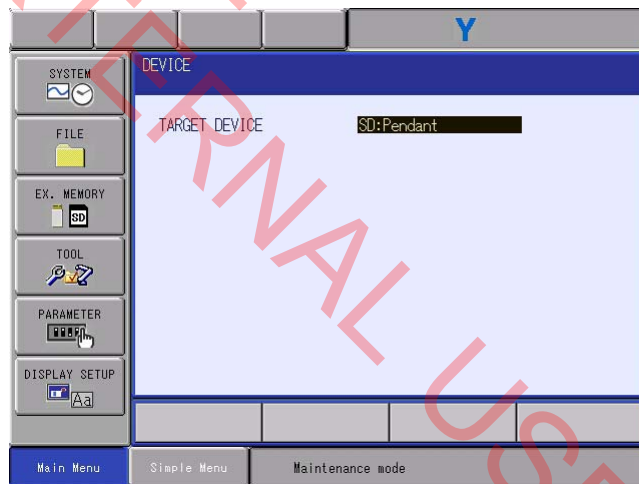 Y
SYSTEM
DEVICE
TARGET DEVICE SD:Pendant
FILE
EX. MEMORY
SD
TOOL
PARAMETER
DISPLAY SETUP
Aa
Main Menu Simple Menu Maintenance mode
TERNAL US